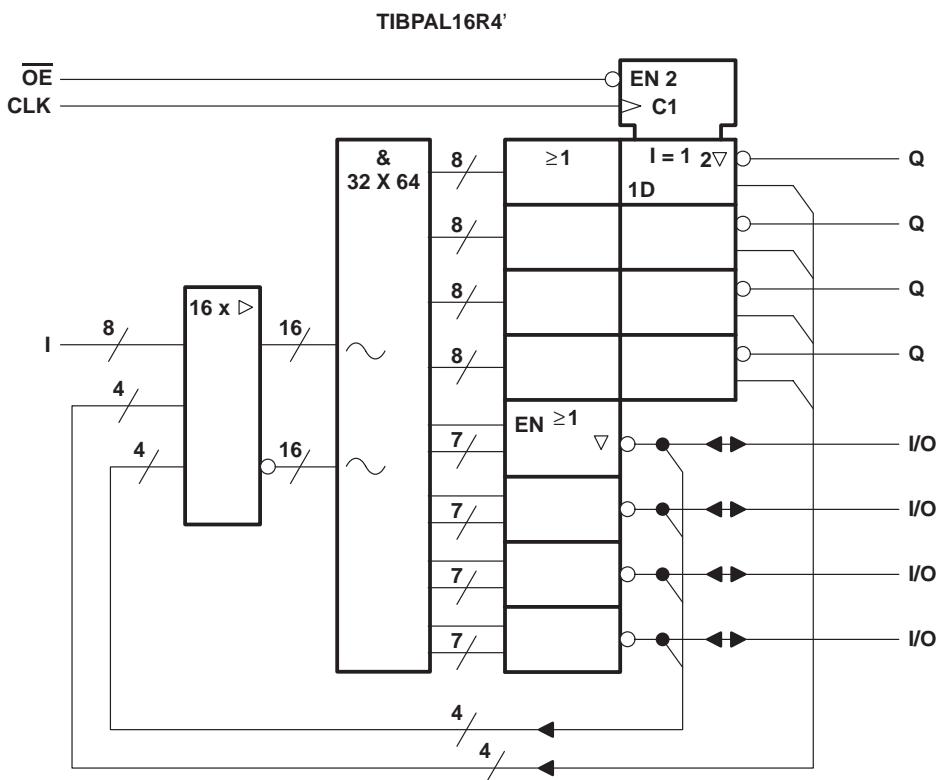 TIBPAL16R4’
OE
CLK
EN 2
C1
&
32 X 64
8
≥1
I = 1 2▽
1D
Q
8
Q
8
Q
8
Q
16 x ▷
I
8
16
4
4
16
EN ≥1
▽
7
I/O
7
I/O
7
I/O
7
I/O
4
4